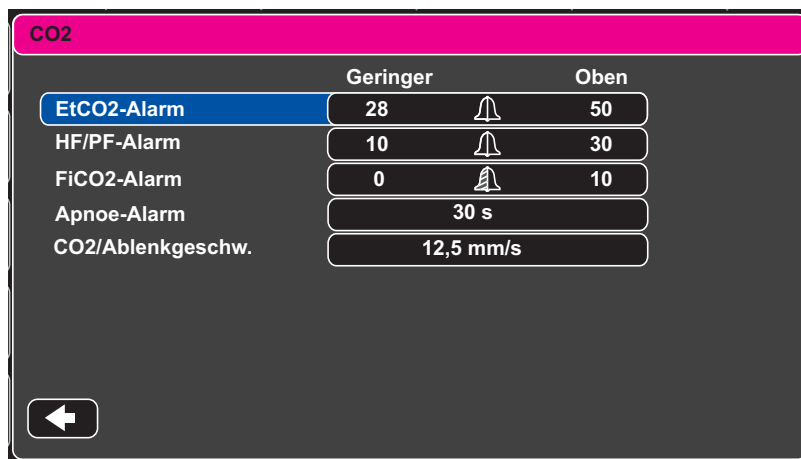 CO2
Geringer Oben
EtCO2-Alarm 28 50
HF/PF-Alarm 10 30
FiCO2-Alarm 0 10
Apnoe-Alarm 30 s
CO2/Ablenkgeschw. 12,5 mm/s